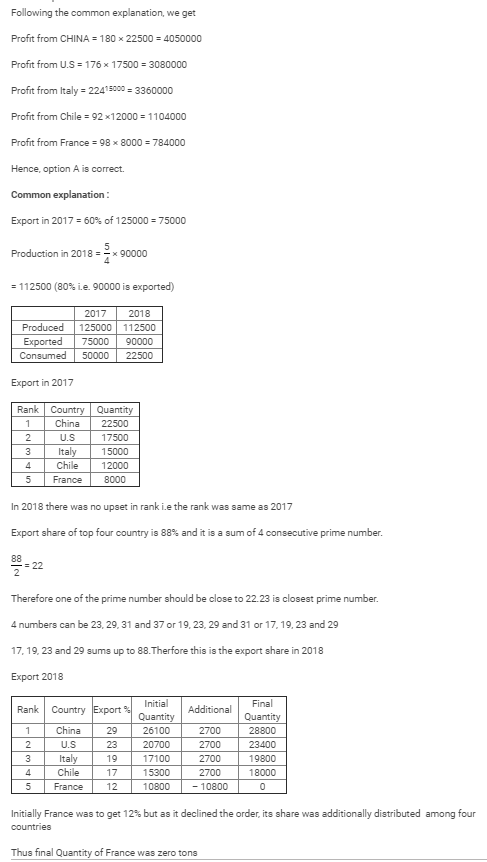 Following the common explanation, we get
Profit from CHINA = 180 × 22500 = 4050000
Profit from U.S = 176 × 17500 = 3080000
Profit from Italy = 224¹⁵⁰⁰⁰ = 3360000
Profit from Chile = 92 ×12000 = 1104000
Profit from France = 98 × 8000 = 784000
Hence, option A is correct.
Common explanation :
Export in 2017 = 60% of 125000 = 75000
Production in 2018 = 5/4 × 90000
= 112500 (80% i.e. 90000 is exported)
2017 2018
Produced 125000 112500
Exported 75000 90000
Consumed 50000 22500
Export in 2017
Rank Country Quantity
1 China 22500
2 U.S 17500
3 Italy 15000
4 Chile 12000
5 France 8000
In 2018 there was no upset in rank i.e the rank was same as 2017
Export share of top four country is 88% and it is a sum of 4 consecutive prime number.
88/2 = 22
Therefore one of the prime number should be close to 22.23 is closest prime number.
4 numbers can be 23, 29, 31 and 37 or 19, 23, 29 and 31 or 17, 19, 23 and 29
17, 19, 23 and 29 sums up to 88.Therfore this is the export share in 2018
Export 2018
Rank Country Export % Initial Quantity Additional Final Quantity
1 China 29 26100 2700 28800
2 U.S 23 20700 2700 23400
3 Italy 19 17100 2700 19800
4 Chile 17 15300 2700 18000
5 France 12 10800 − 10800 0
Initially France was to get 12% but as it declined the order, its share was additionally distributed among four
countries
Thus final Quantity of France was zero tons